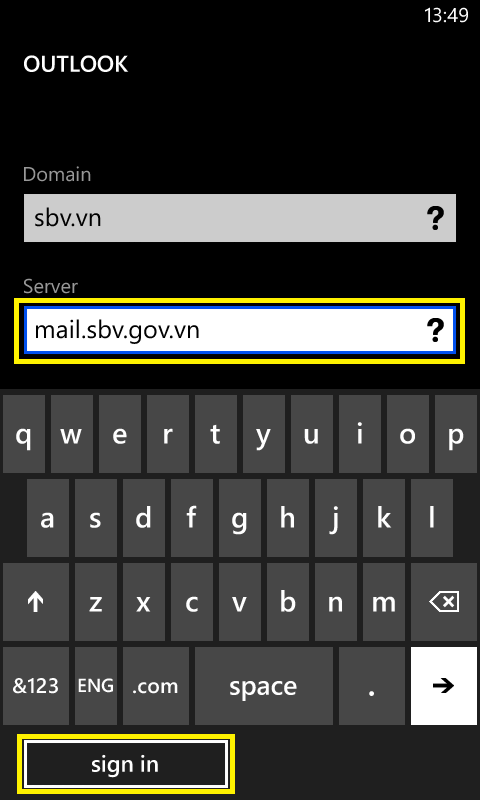 13:49
OUTLOOK
Domain
sbv.vn ?
Server
mail.sbv.gov.vn ?
q w e r t y u i o p
a s d f g h j k l
z x c v b n m
&123 ENG .com space .
sign in